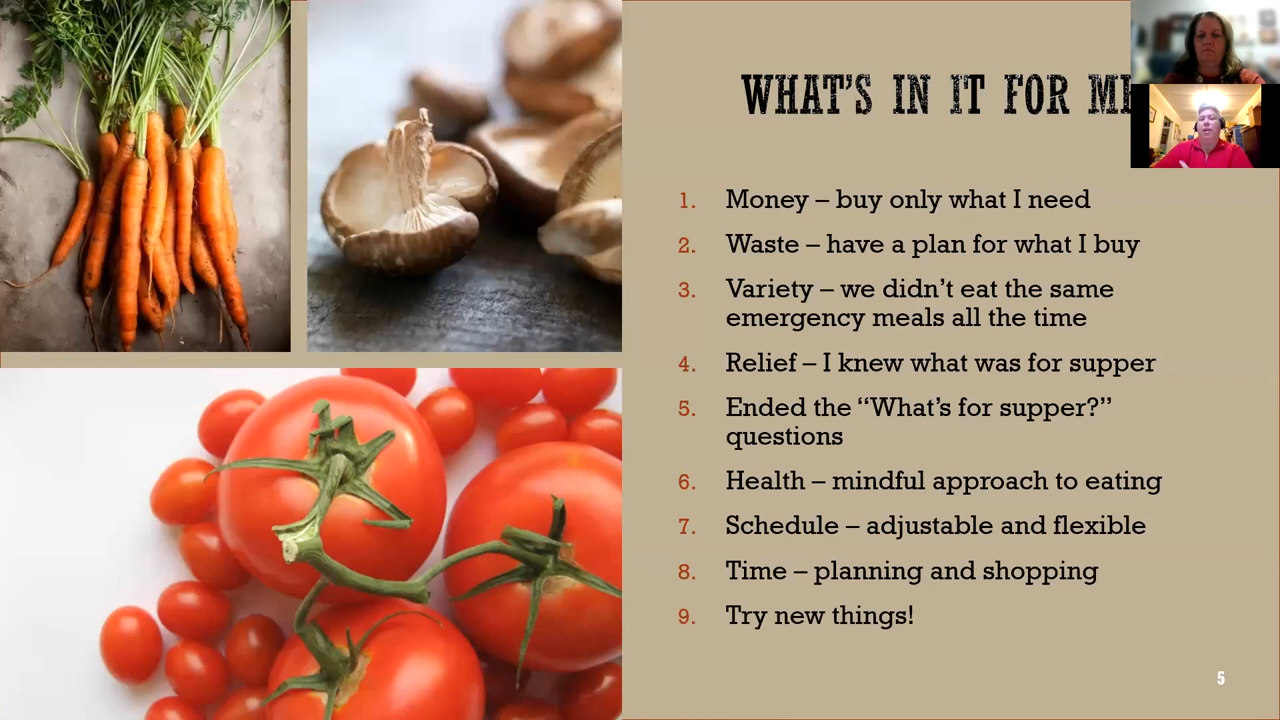 WHAT'S IN IT FOR
1. Money – buy only what I need
2. Waste – have a plan for what I buy
3. Variety – we didn't eat the same
emergency meals all the time
4. Relief – I knew what was for supper
5. Ended the “What's for supper?”
questions
6. Health – mindful approach to eating
7. Schedule – adjustable and flexible
8. Time – planning and shopping
9. Try new things!
5